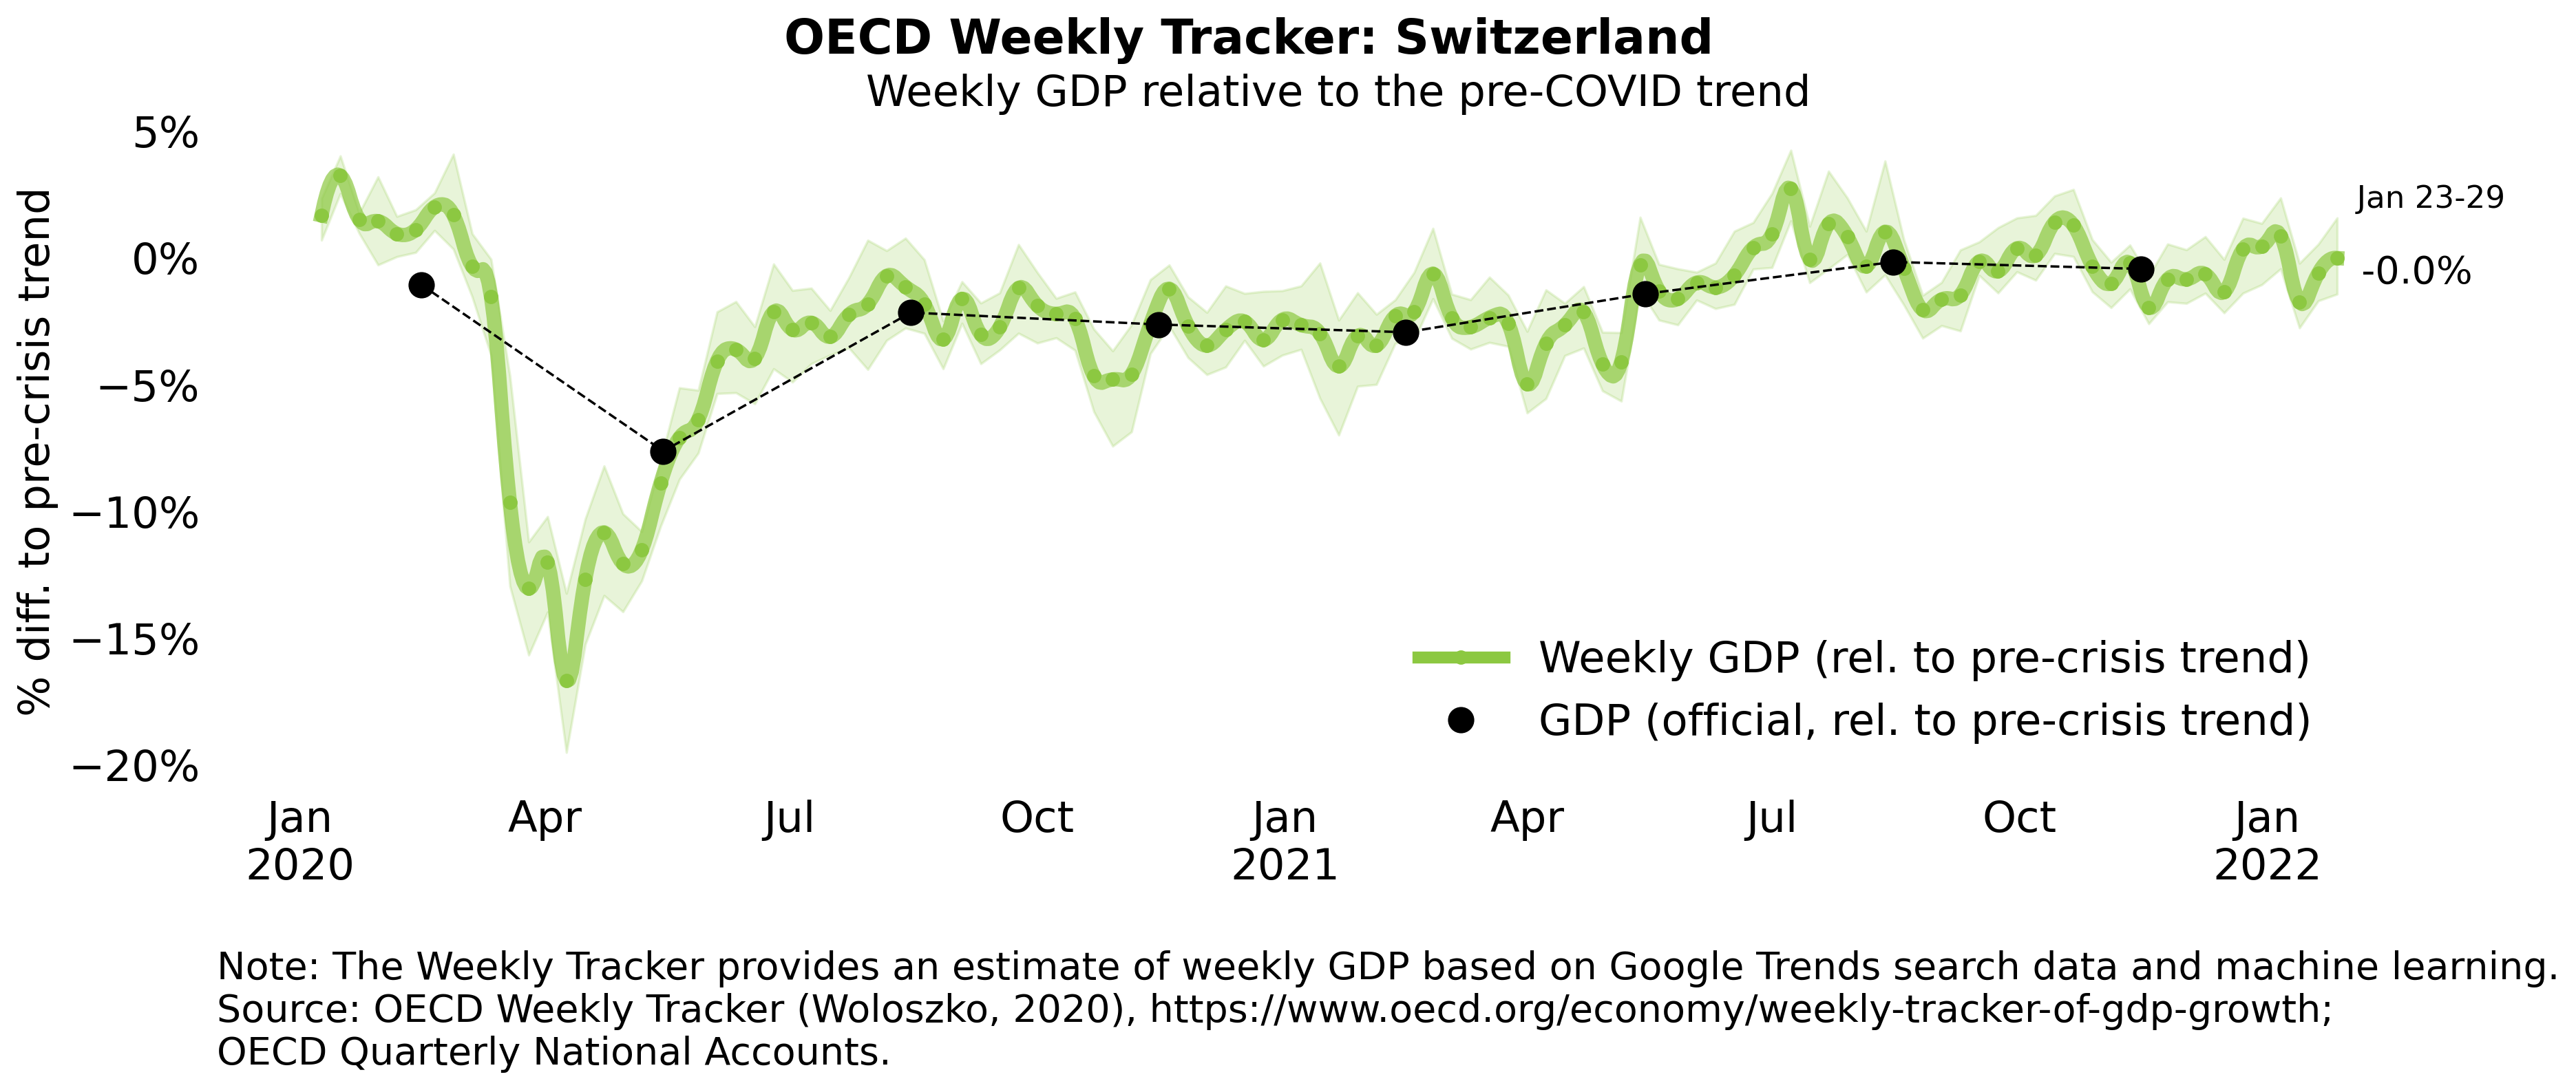 OECD Weekly Tracker: Switzerland
Weekly GDP relative to the pre-COVID trend
% diff. to pre-crisis trend
5%
0%
−5%
−10%
−15%
−20%
Jan 23-29
-0.0%
Weekly GDP (rel. to pre-crisis trend)
GDP (official, rel. to pre-crisis trend)
Jan Apr Jul Oct Jan Apr Jul Oct Jan
2020 2021 2022
Note: The Weekly Tracker provides an estimate of weekly GDP based on Google Trends search data and machine learning.
Source: OECD Weekly Tracker (Woloszko, 2020), https://www.oecd.org/economy/weekly-tracker-of-gdp-growth;
OECD Quarterly National Accounts.